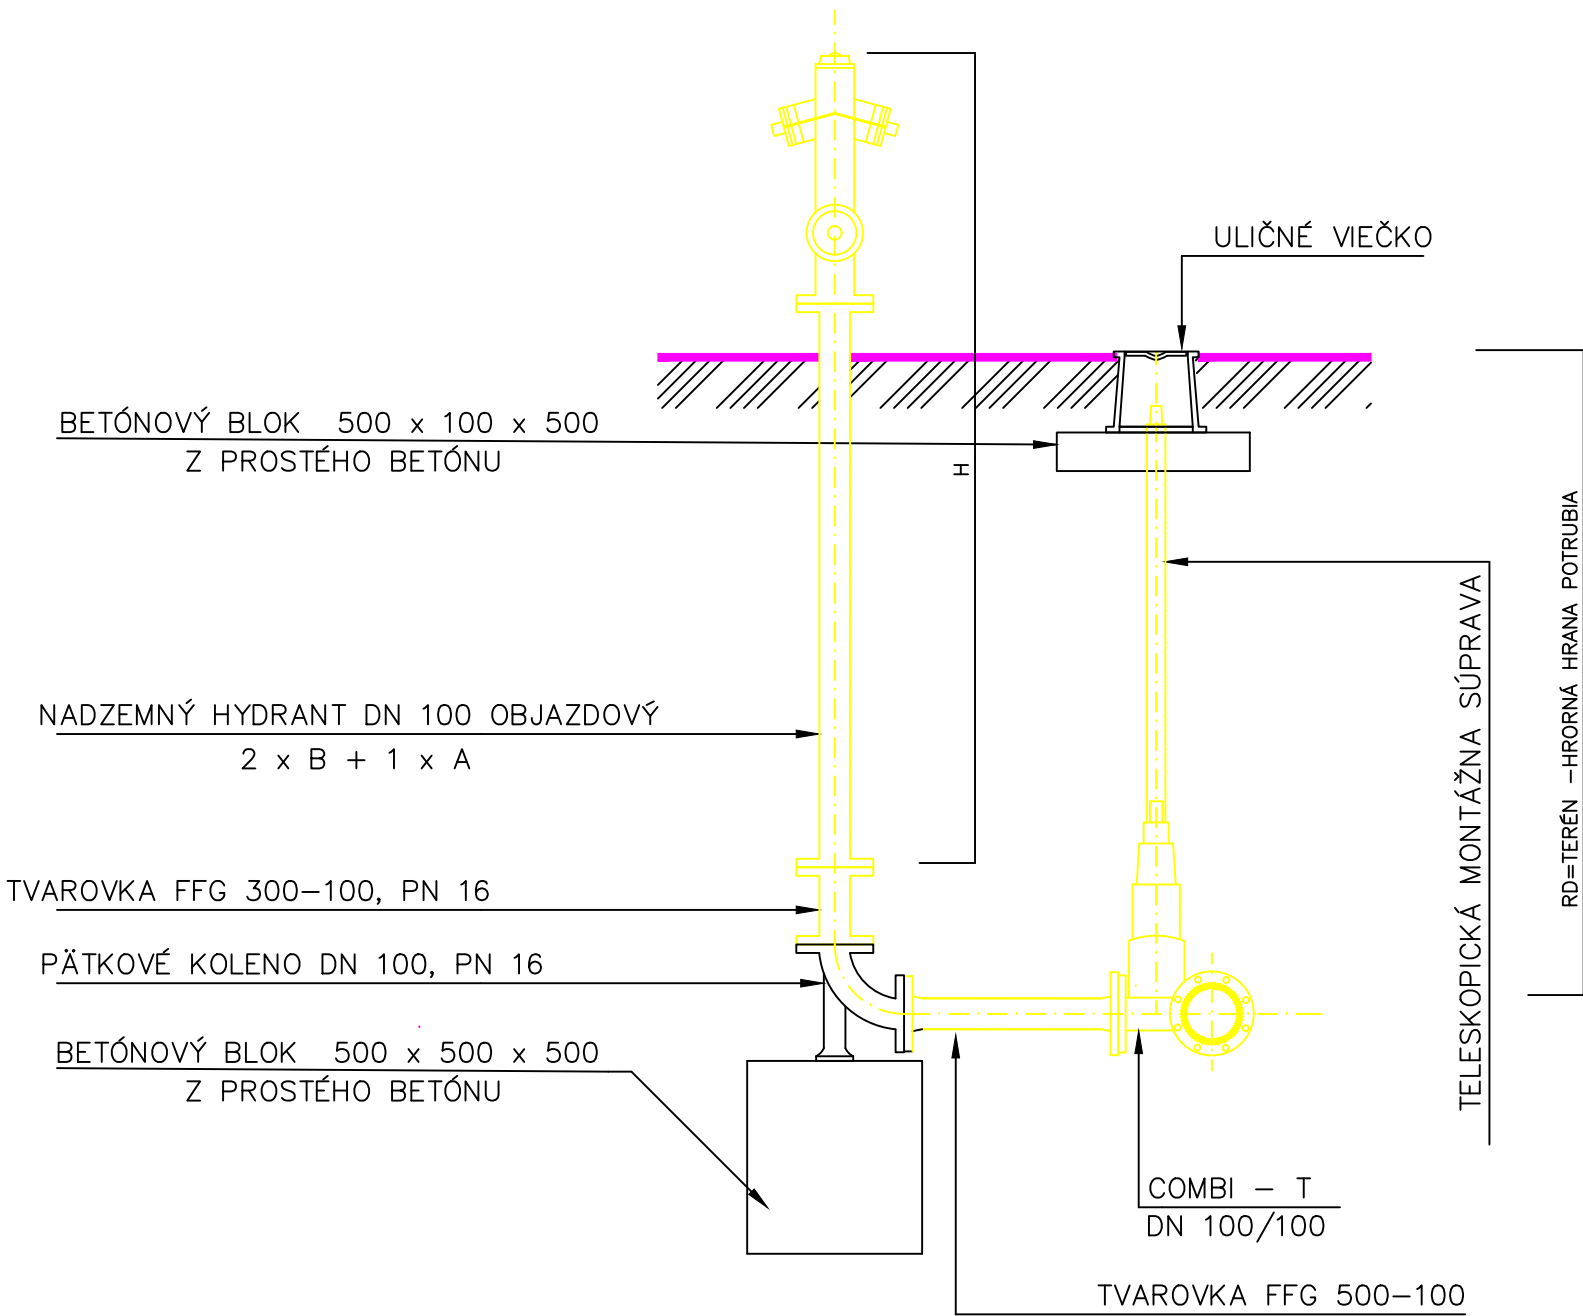 ULIČNÉ VIEČKO
BETÓNOVÝ BLOK 500 x 100 x 500
Z PROSTÉHO BETÓNU
H
NADZEMNÝ HYDRANT DN 100 OBJAZDOVÝ
2 x B + 1 x A
TVAROVKA FFG 300-100, PN 16
PÄTKOVÉ KOLENO DN 100, PN 16
BETÓNOVÝ BLOK 500 x 500 x 500
Z PROSTÉHO BETÓNU
TELESKOPICKÁ MONTÁŽNA SÚPRAVA
RD=TERÉN -HRORNÁ HRANA POTRUBIA
COMBI - T
DN 100/100
TVAROVKA FFG 500-100